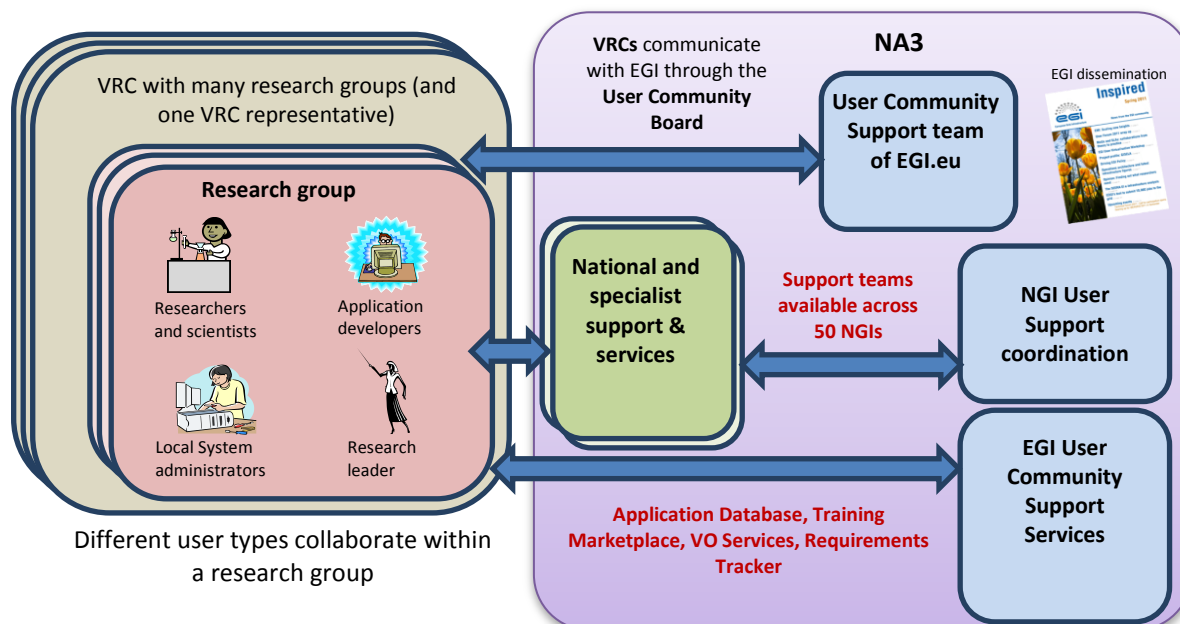 VRC with many research groups (and
one VRC representative)
Research group
Researchers
and scientists
Application
developers
Local System
administrators
Research
leader
Different user types collaborate within
a research group
VRCs communicate
with EGI through the
User Community
Board
NA3
User Community
Support team
of EGI.eu
EGI dissemination
Inspired
Spring 2011
egi
National and
specialist
support &
services
Support teams
available across
50 NGIs
NGI User
Support
coordination
Application Database, Training
Marketplace, VO Services, Requirements
Tracker
EGI User
Community
Support
Services